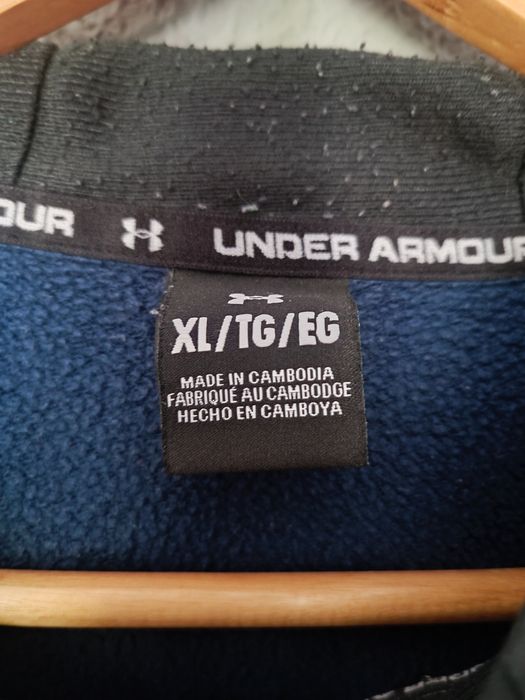 OUR UNDER ARMOUR
XL/TG/EG
MADE IN CAMBODIA
FABRIQUÉ AU CAMBODGE
HECHO EN CAMBOYA